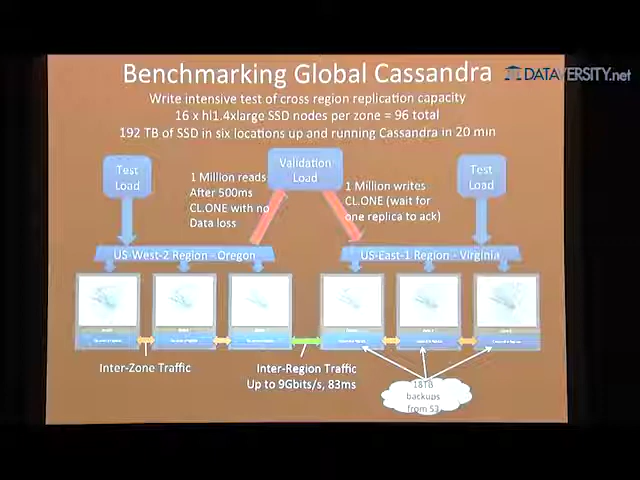 Benchmarking Global Cassandra
DATAVERSITY.net
Write intensive test of cross region replication capacity
16 x hi1.4xlarge SSD nodes per zone = 96 total
192 TB of SSD in six locations up and running Cassandra in 20 min
Test
Load
1 Million reads
After 500ms
CL.ONE with no
Data loss
Validation
Load
1 Million writes
CL.ONE (wait for
one replica to ack)
Test
Load
US-West-2 Region - Oregon
US-East-1 Region - Virginia
Inter-Zone Traffic
Inter-Region Traffic
Up to 9Gbits/s, 83ms
18TB
backups
from S3